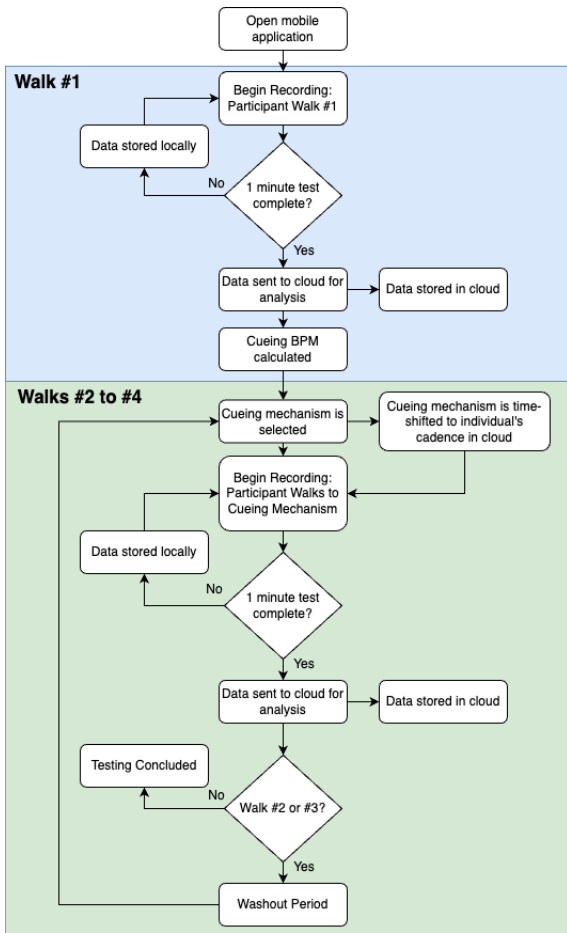 Open mobile
application
Walk #1
Begin Recording:
Participant Walk #1
Data stored locally
No
1 minute test
complete?
Yes
Data sent to cloud for
analysis
Data stored in cloud
Cueing BPM
calculated
Walks #2 to #4
Cueing mechanism is
selected
Cueing mechanism is time-
shifted to individual's
cadence in cloud
Begin Recording:
Participant Walks to
Cueing Mechanism
Data stored locally
No
1 minute test
complete?
Yes
Data sent to cloud for
analysis
Data stored in cloud
Testing Concluded
No
Walk #2 or #3?
Yes
Washout Period